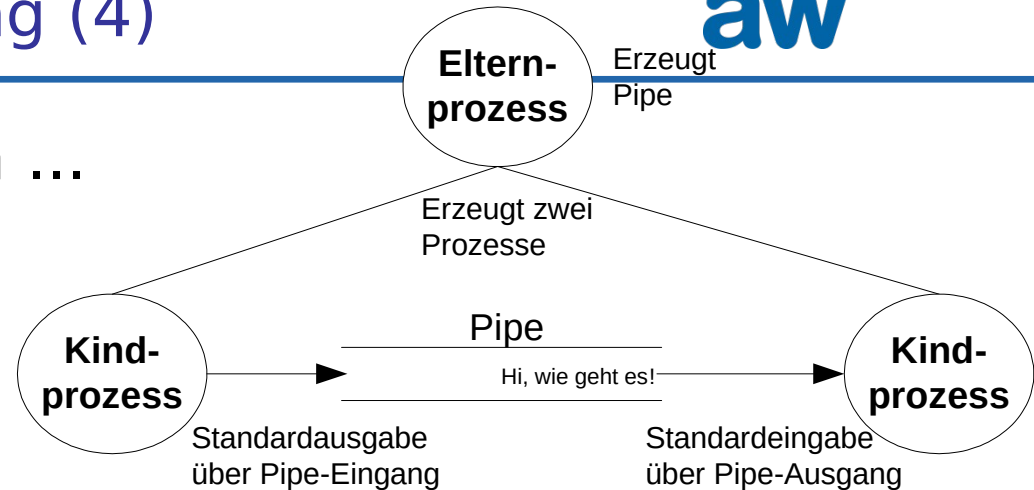 g (4)
aw
Eltern-
prozess
Erzeugt
Pipe
...
Erzeugt zwei
Prozesse
Kind-
prozess
Pipe
Hi, wie geht es!
Kind-
prozess
Standardausgabe
über Pipe-Eingang
Standardeingabe
über Pipe-Ausgang